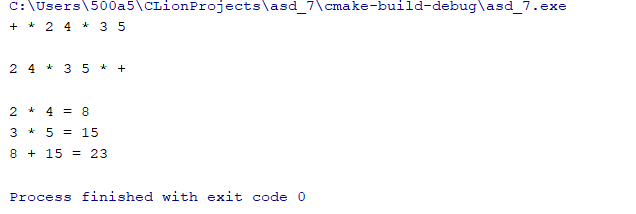 C:\Users\500a5\CLionProjects\asd_7\cmake-build-debug\asd_7.exe
+ * 2 4 * 3 5
2 4 * 3 5 * +
2 * 4 = 8
3 * 5 = 15
8 + 15 = 23
Process finished with exit code 0